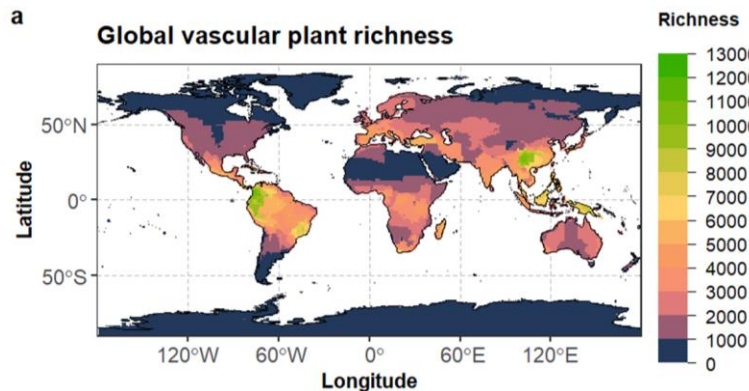 a
Global vascular plant richness
Richness
13000
12000
11000
10000
9000
8000
7000
6000
5000
4000
3000
2000
1000
0
50°N
0°
50°S
Latitude
120°W 60°W 0° 60°E 120°E
Longitude